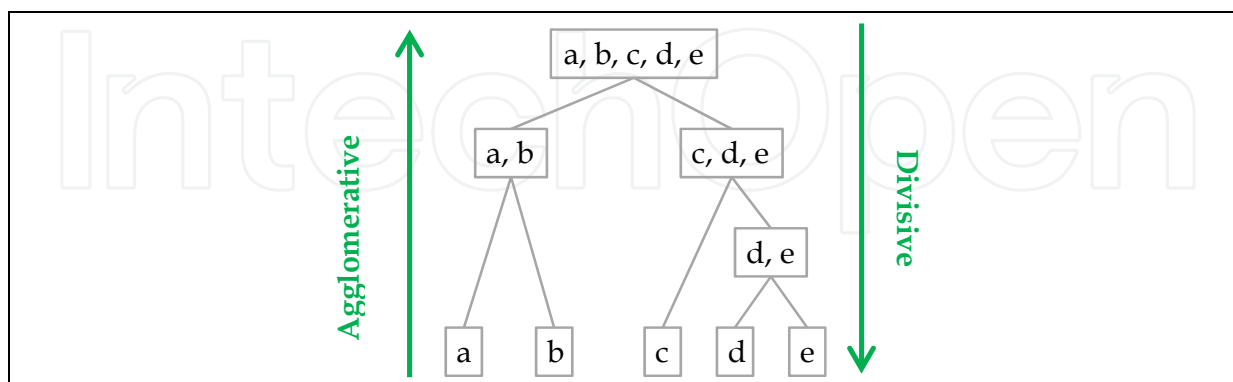 IntechOpen
a, b, c, d, e
a, b
c, d, e
d, e
a
b
c
d
e
Agglomerative
Divisive